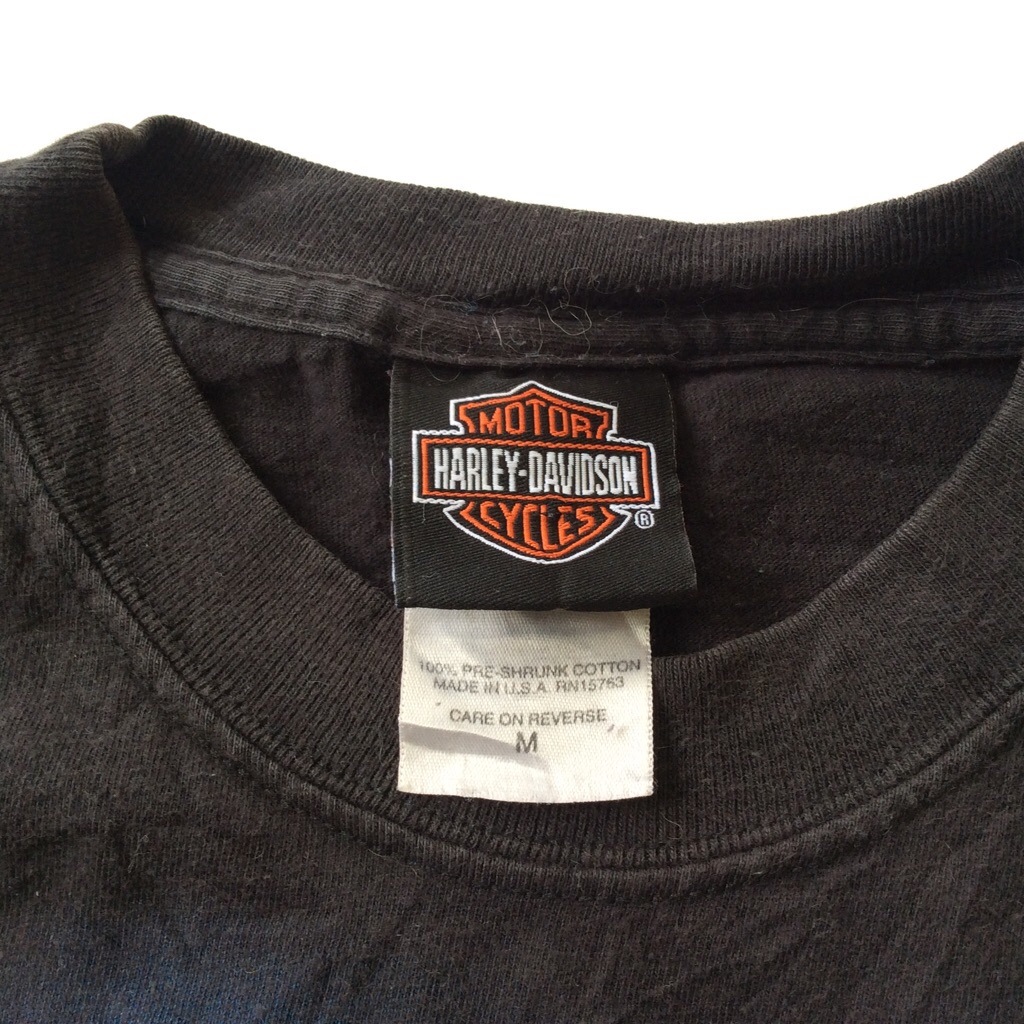 MOTOR
HARLEY-DAVIDSON
CYCLES ®
100% PRE-SHRUNK COTTON
MADE IN U.S.A. RN15763
CARE ON REVERSE
M